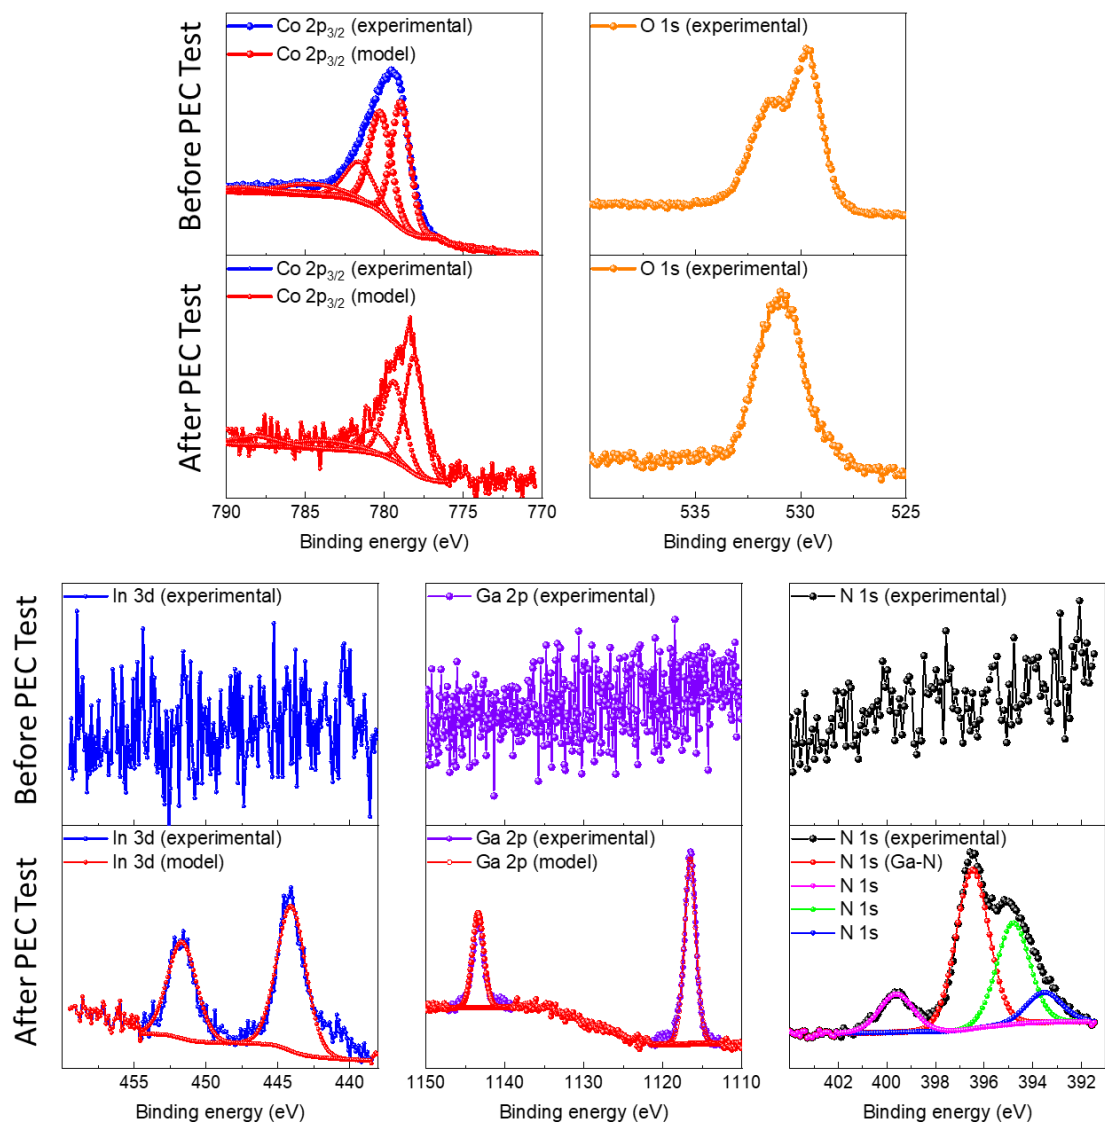 Before PEC Test
Co 2p3/2 (experimental)
Co 2p3/2 (model)
O 1s (experimental)
After PEC Test
Co 2p3/2 (experimental)
Co 2p3/2 (model)
O 1s (experimental)
790 785 780 775 770
535 530 525
Binding energy (eV)
Binding energy (eV)
Before PEC Test
In 3d (experimental)
Ga 2p (experimental)
N 1s (experimental)
After PEC Test
In 3d (experimental)
In 3d (model)
Ga 2p (experimental)
Ga 2p (model)
N 1s (experimental)
N 1s (Ga-N)
N 1s
N 1s
N 1s
455 450 445 440
1150 1140 1130 1120 1110
402 400 398 396 394 392
Binding energy (eV)
Binding energy (eV)
Binding energy (eV)